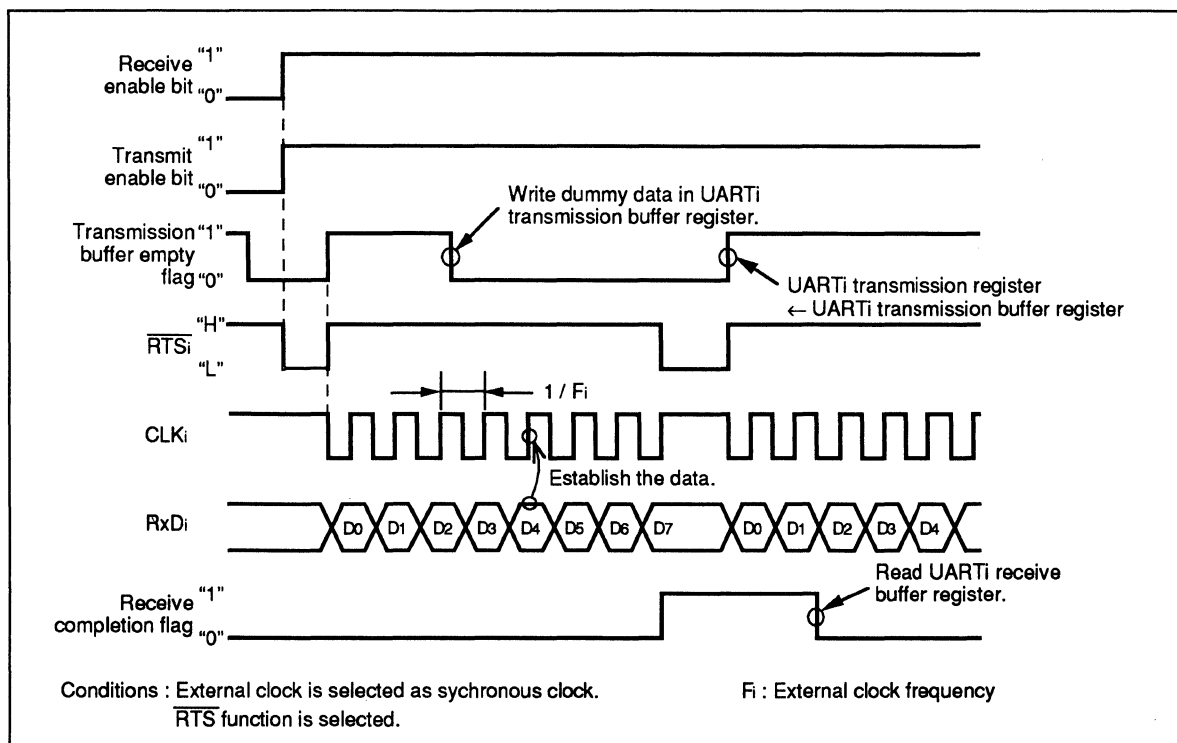 Receive enable bit "1" "0"
Transmit enable bit "1" "0"
Write dummy data in UARTi
transmission buffer register.
Transmission buffer empty flag "1" "0"
UARTi transmission register
← UARTi transmission buffer register
RTSi "H" "L"
1 / Fi
CLKi
Establish the data.
RxDi D0 D1 D2 D3 D4 D5 D6 D7 D0 D1 D2 D3 D4
Read UARTi receive
buffer register.
Receive completion flag "1" "0"
Conditions : External clock is selected as sychronous clock.
Fi : External clock frequency
RTS function is selected.